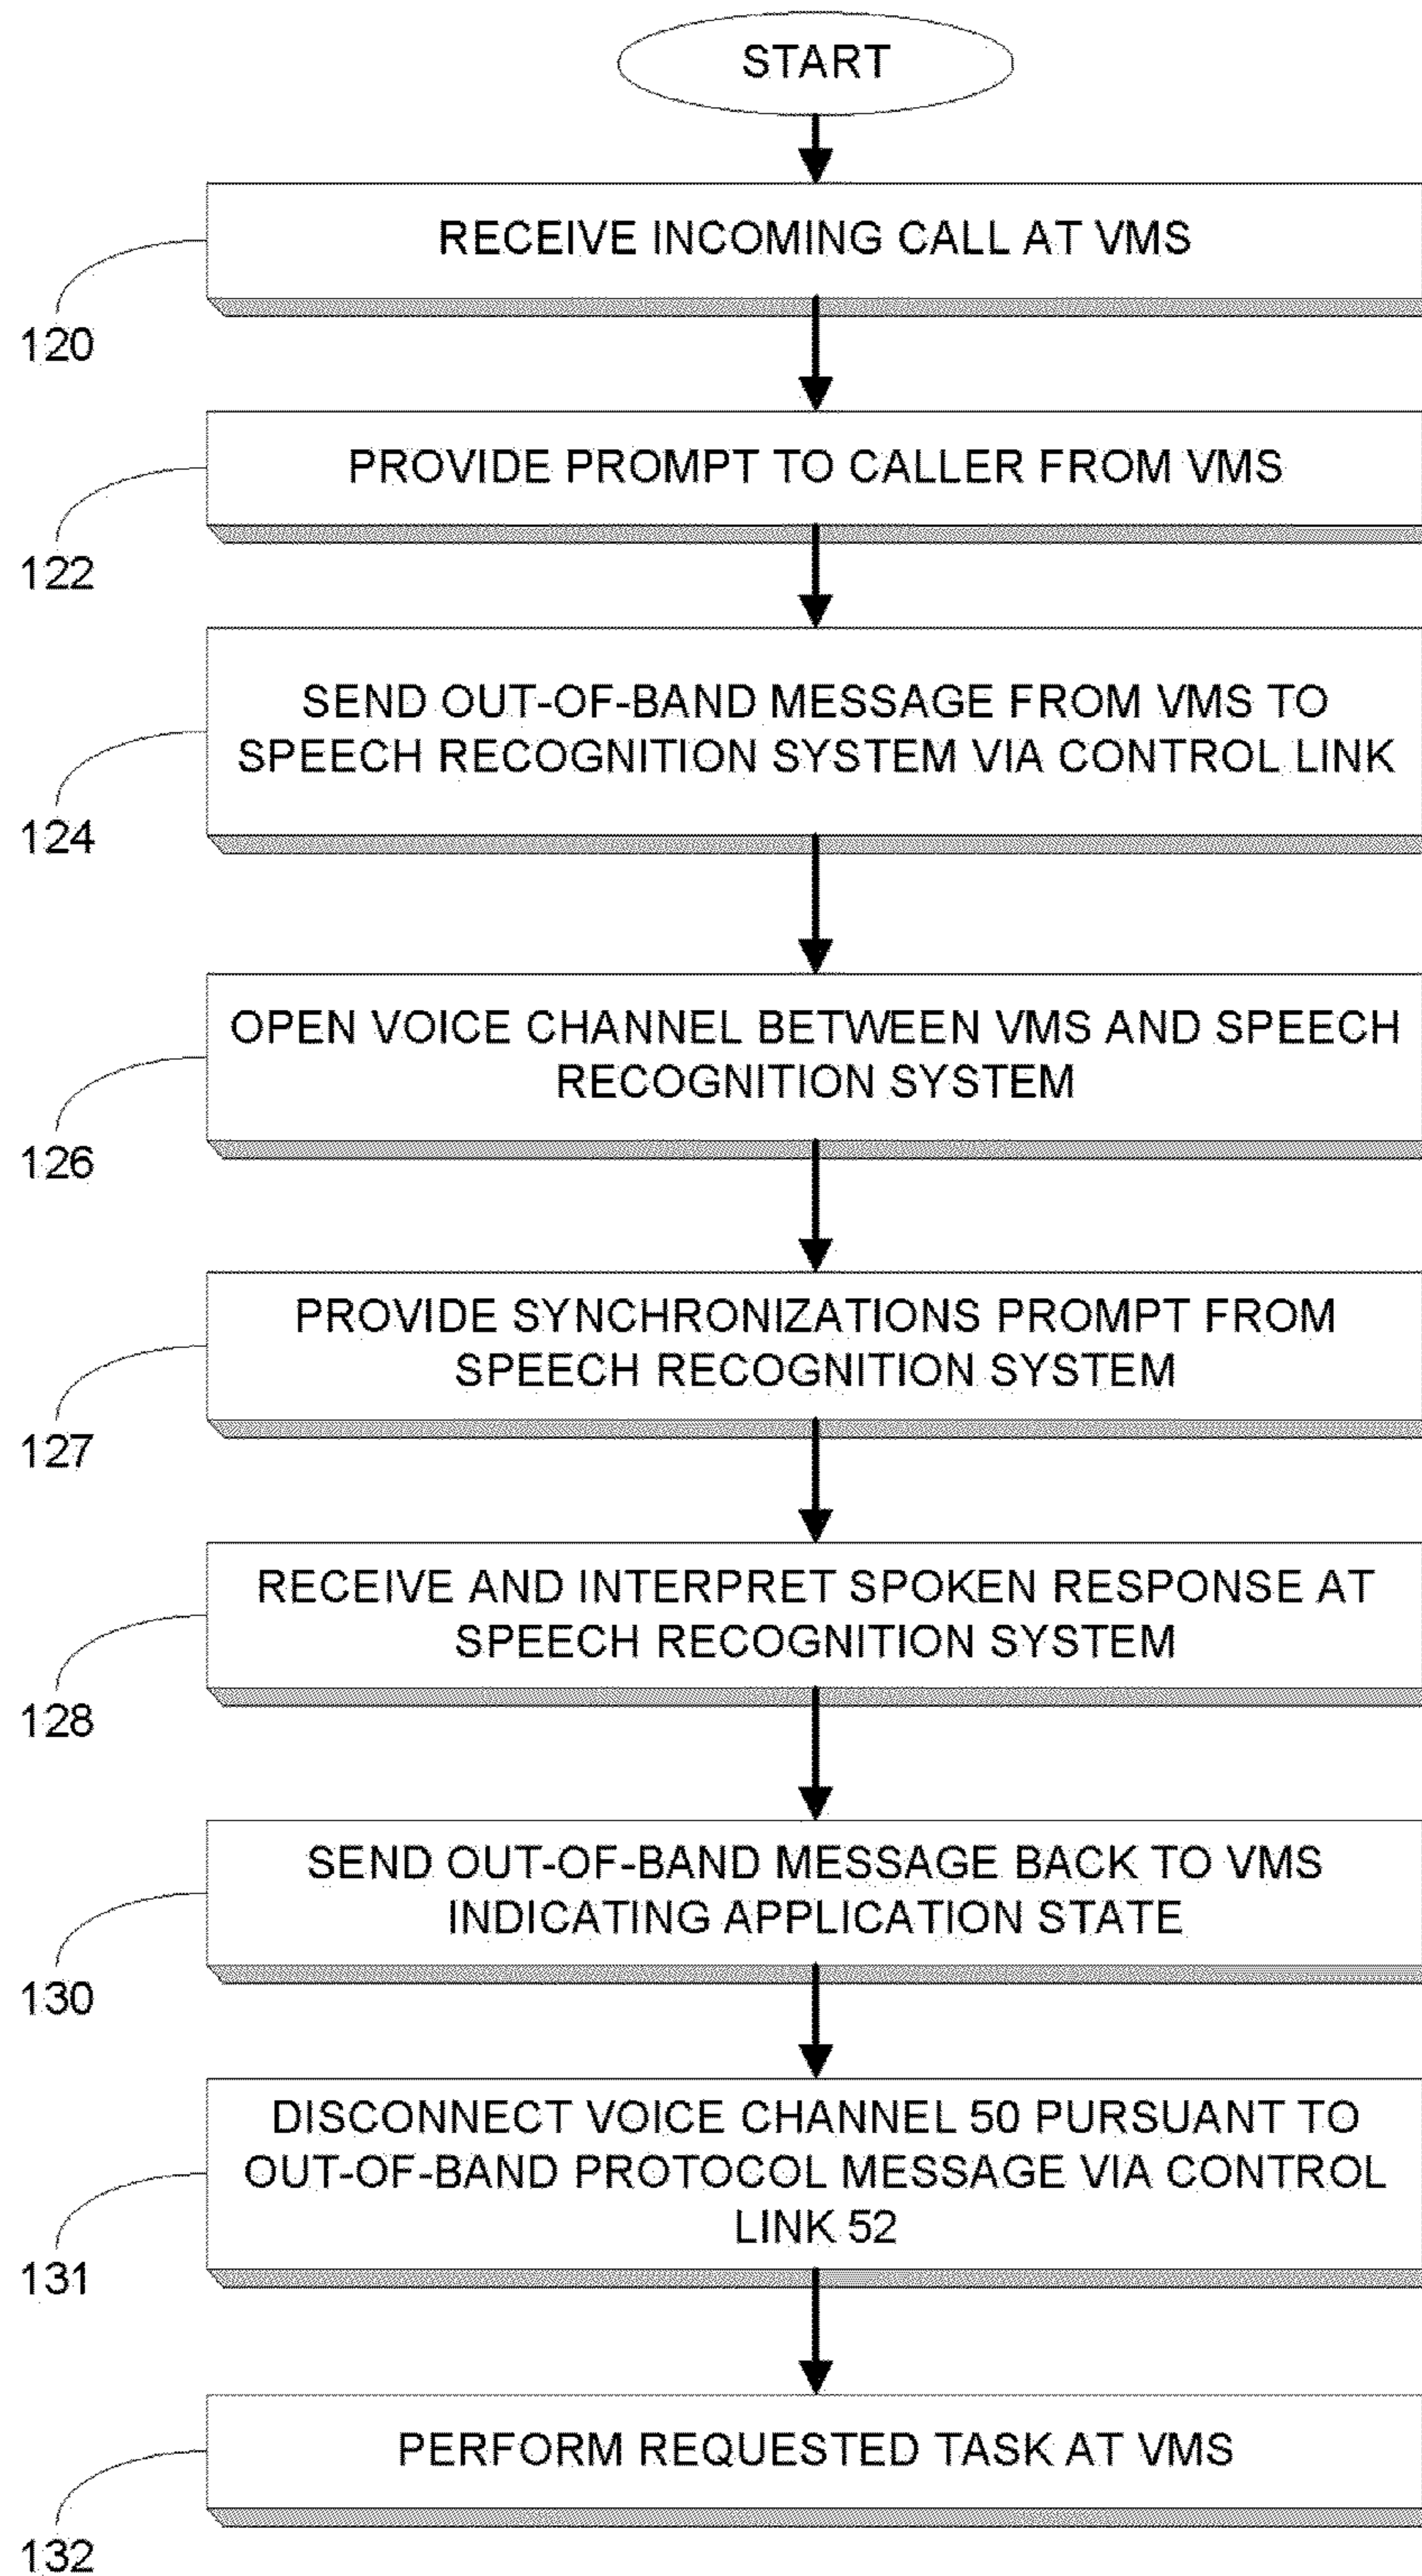 START
RECEIVE INCOMING CALL AT VMS
120
PROVIDE PROMPT TO CALLER FROM VMS
122
SEND OUT-OF-BAND MESSAGE FROM VMS TO
SPEECH RECOGNITION SYSTEM VIA CONTROL LINK
124
OPEN VOICE CHANNEL BETWEEN VMS AND SPEECH
RECOGNITION SYSTEM
126
PROVIDE SYNCHRONIZATIONS PROMPT FROM
SPEECH RECOGNITION SYSTEM
127
RECEIVE AND INTERPRET SPOKEN RESPONSE AT
SPEECH RECOGNITION SYSTEM
128
SEND OUT-OF-BAND MESSAGE BACK TO VMS
INDICATING APPLICATION STATE
130
DISCONNECT VOICE CHANNEL 50 PURSUANT TO
OUT-OF-BAND PROTOCOL MESSAGE VIA CONTROL
LINK 52
131
PERFORM REQUESTED TASK AT VMS
132